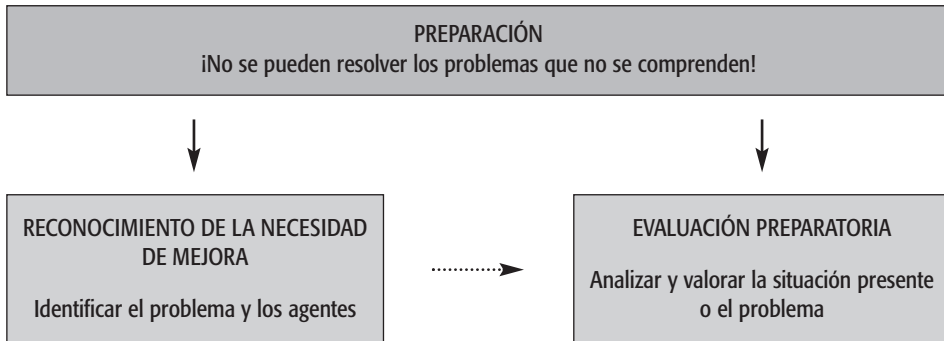 PREPARACIÓN
¡No se pueden resolver los problemas que no se comprenden!
RECONOCIMIENTO DE LA NECESIDAD
DE MEJORA
Identificar el problema y los agentes
EVALUACIÓN PREPARATORIA
Analizar y valorar la situación presente
o el problema